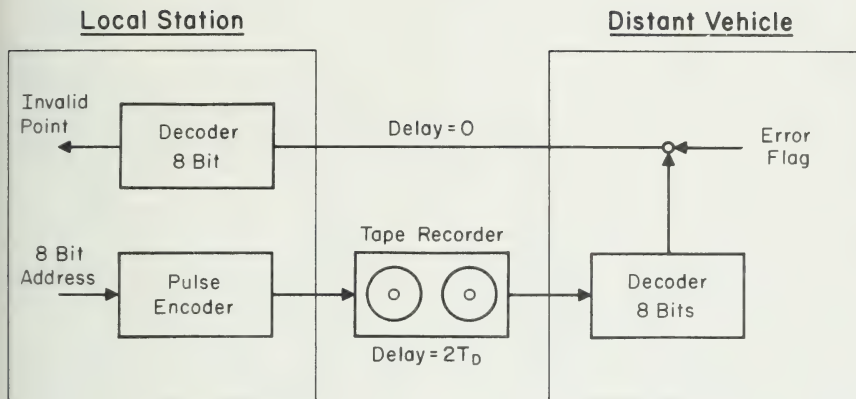 Local Station
Distant Vehicle
Invalid
Point
Decoder
8 Bit
Delay = 0
Error
Flag
8 Bit
Address
Pulse
Encoder
Tape Recorder
Delay = 2T_D
Decoder
8 Bits